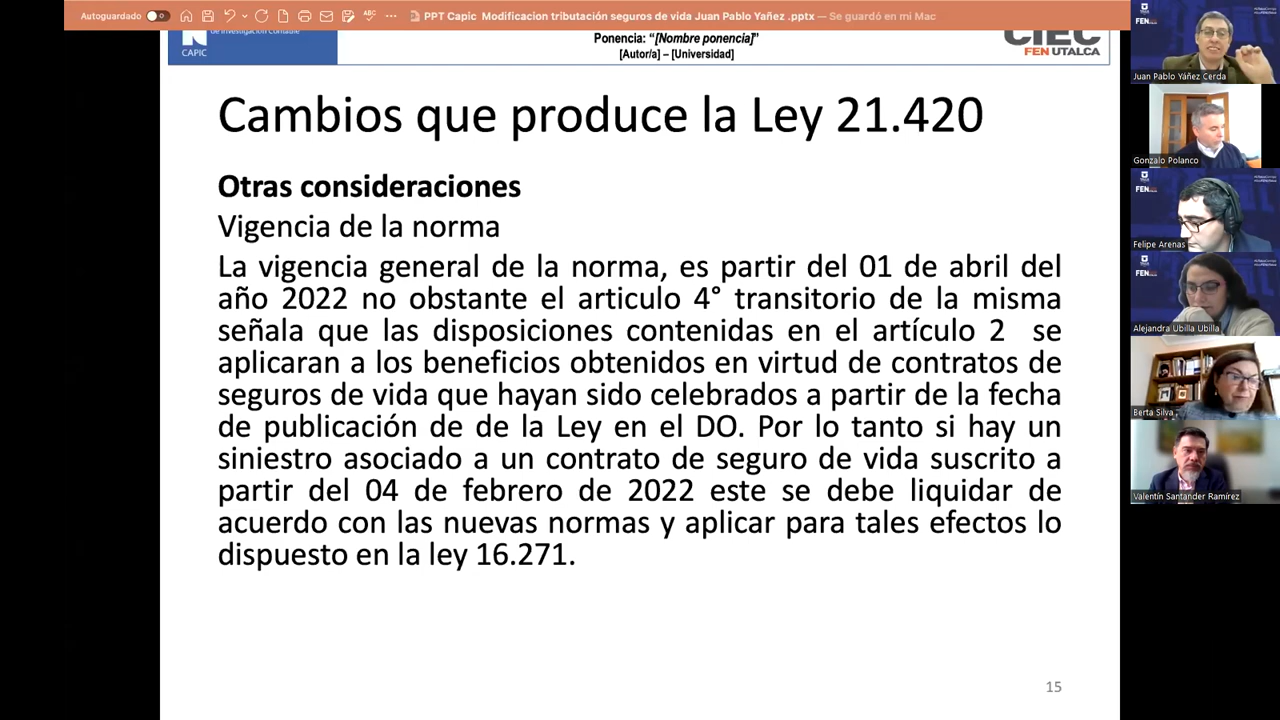 Autoguardado
ABC
PPT Capic Modificacion tributación seguros de vida Juan Pablo Yañez .pptx — Se guardó en mi Mac
de Investigación Contable
CAPIC
Ponencia: “[Nombre ponencia]”
[Autor/a] – [Universidad]
CIEC
FEN UTALCA
Cambios que produce la Ley 21.420
Otras consideraciones
Vigencia de la norma
La vigencia general de la norma, es partir del 01 de abril del
año 2022 no obstante el articulo 4° transitorio de la misma
señala que las disposiciones contenidas en el artículo 2 se
aplicaran a los beneficios obtenidos en virtud de contratos de
seguros de vida que hayan sido celebrados a partir de la fecha
de publicación de de la Ley en el DO. Por lo tanto si hay un
siniestro asociado a un contrato de seguro de vida suscrito a
partir del 04 de febrero de 2022 este se debe liquidar de
acuerdo con las nuevas normas y aplicar para tales efectos lo
dispuesto en la ley 16.271.
15
FEN
Juan Pablo Yáñez Cerda
Gonzalo Polanco
FEN
Felipe Arenas
FEN
Alejandra Ubilla Ubilla
Berta Silva
Valentín Santander Ramírez